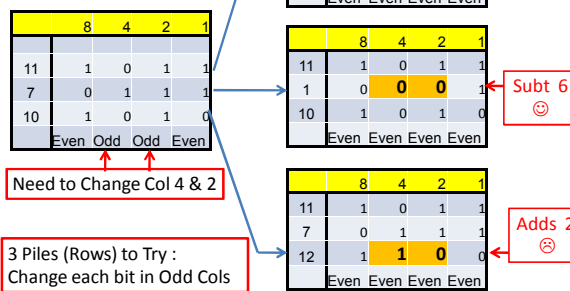 Even Even Even Even
8 4 2 1
11 1 0 1 1
7 0 1 1 1
10 1 0 1 0
Even Odd Odd Even
Need to Change Col 4 & 2
3 Piles (Rows) to Try :
Change each bit in Odd Cols
8 4 2 1
11 1 0 1 1
1 0 0 0 1
10 1 0 1 0
Even Even Even Even
Subt 6
☺
8 4 2 1
11 1 0 1 1
7 0 1 1 1
12 1 1 0 0
Even Even Even Even
Adds 2
☹